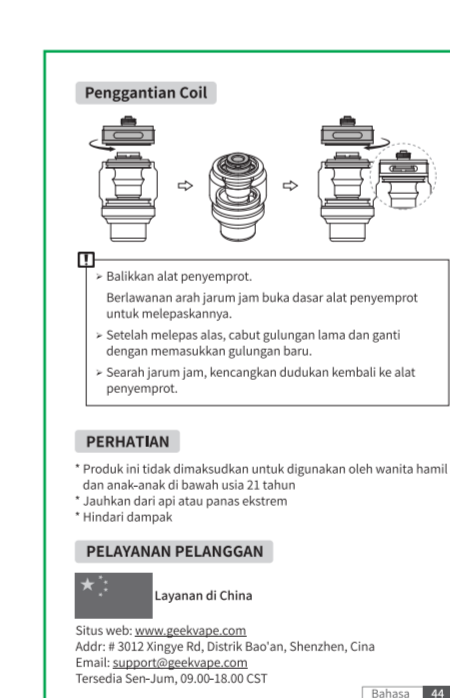 Penggantian Coil
!
➢ Balikkan alat penyemprot.
Berlawanan arah jarum jam buka dasar alat penyemprot
untuk melepaskannya.
➢ Setelah melepas alas, cabut gulungan lama dan ganti
dengan memasukkan gulungan baru.
➢ Searah jarum jam, kencangkan dudukan kembali ke alat
penyemprot.
PERHATIAN
* Produk ini tidak dimaksudkan untuk digunakan oleh wanita hamil
dan anak-anak di bawah usia 21 tahun
* Jauhkan dari api atau panas ekstrem
* Hindari dampak
PELAYANAN PELANGGAN
Layanan di China
Situs web: www.geekvape.com
Addr: # 3012 Xingye Rd, Distrik Bao'an, Shenzhen, Cina
Email: support@geekvape.com
Tersedia Sen-Jum, 09.00-18.00 CST
Bahasa 44